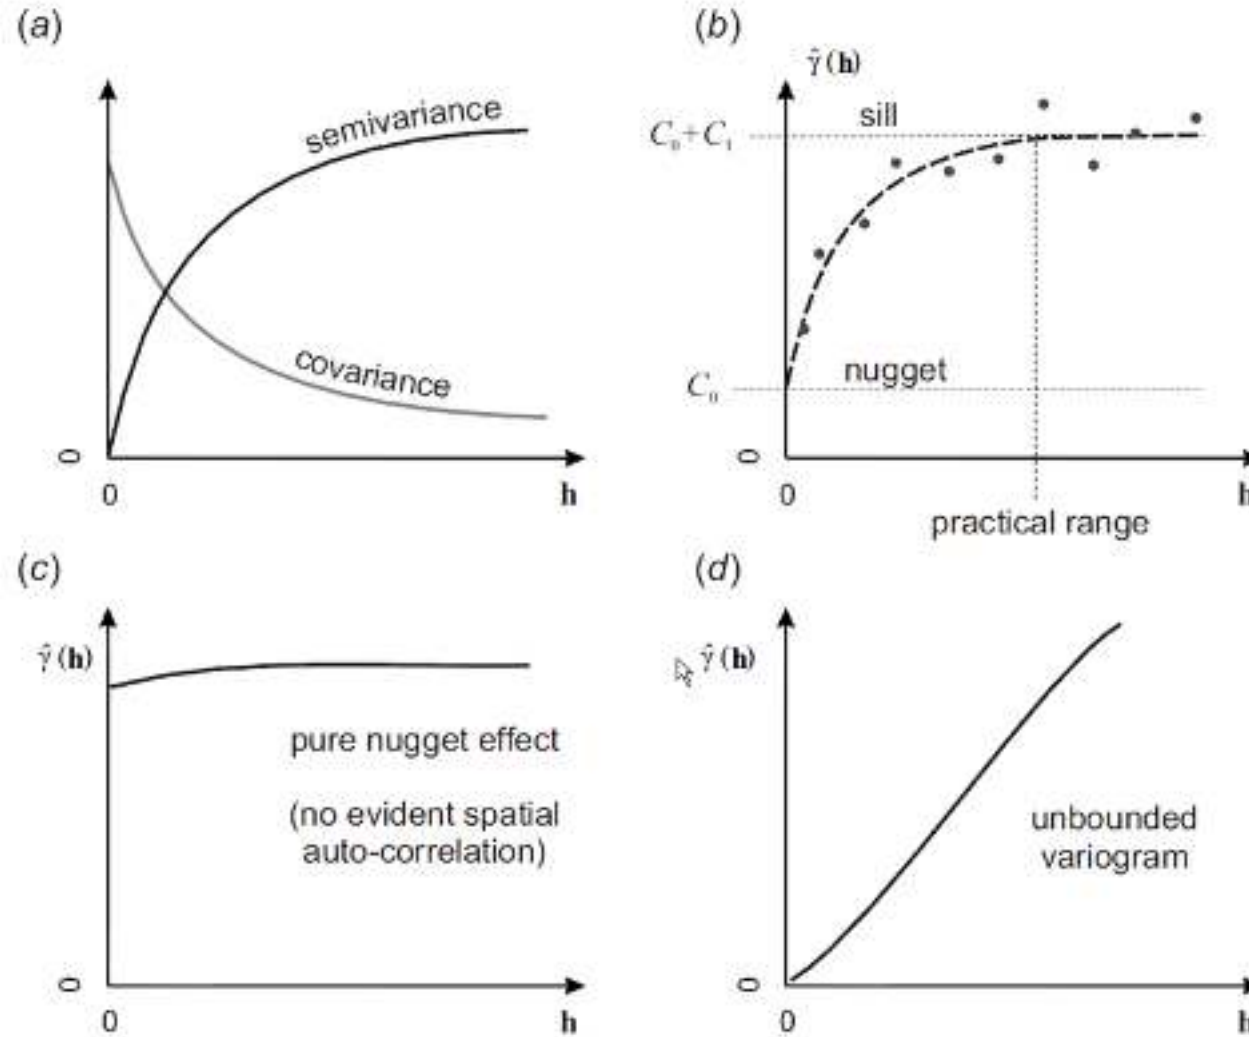 (a)
semivariance
covariance
0
0
h
(b)
γ̂(h)
C₀+C₁
sill
C₀
nugget
0
0
h
practical range
(c)
γ̂(h)
pure nugget effect
(no evident spatial
auto-correlation)
0
0
h
(d)
γ̂(h)
unbounded
variogram
0
0
h